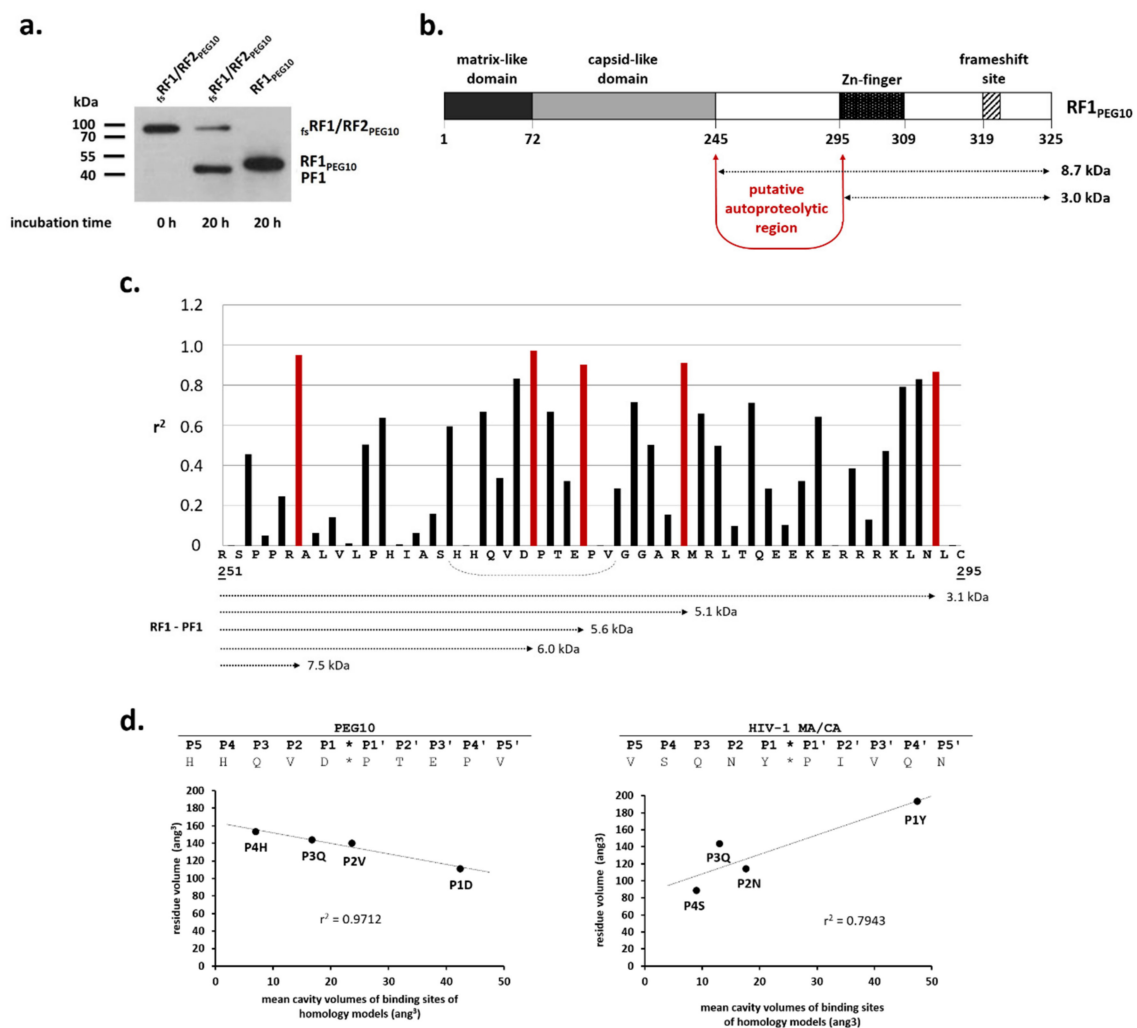 a.
fsRF1/RF2PEG10
fsRF1/RF2PEG10
RF1PEG10
kDa
100
70
55
40
fsRF1/RF2PEG10
RF1PEG10
PF1
incubation time 0 h 20 h 20 h
b.
matrix-like domain
capsid-like domain
Zn-finger
frameshift site
RF1PEG10
1 72 245 295 309 319 325
putative autoproteolytic region
8.7 kDa
3.0 kDa
c.
1.2
1.0
0.8
0.6
0.4
0.2
0
r²
R S P P R A L V L P H I A S H H Q V D P T E P V G G A R M R L T Q E E K E R R R K L N L C
251 295
3.1 kDa
5.1 kDa
RF1 - PF1
5.6 kDa
6.0 kDa
7.5 kDa
d.
PEG10
P5 P4 P3 P2 P1 * P1' P2' P3' P4' P5'
H H Q V D * P T E P V
200
180
160
140
120
100
80
60
40
20
0
residue volume (ang³)
P4H
P3Q
P2V
P1D
r² = 0.9712
0 10 20 30 40 50
mean cavity volumes of binding sites of
homology models (ang³)
HIV-1 MA/CA
P5 P4 P3 P2 P1 * P1' P2' P3' P4' P5'
V S Q N Y * P I V Q N
200
180
160
140
120
100
80
60
40
20
0
residue volume (ang3)
P1Y
P3Q
P2N
P4S
r² = 0.7943
0 10 20 30 40 50
mean cavity volumes of binding sites
of homology models (ang3)